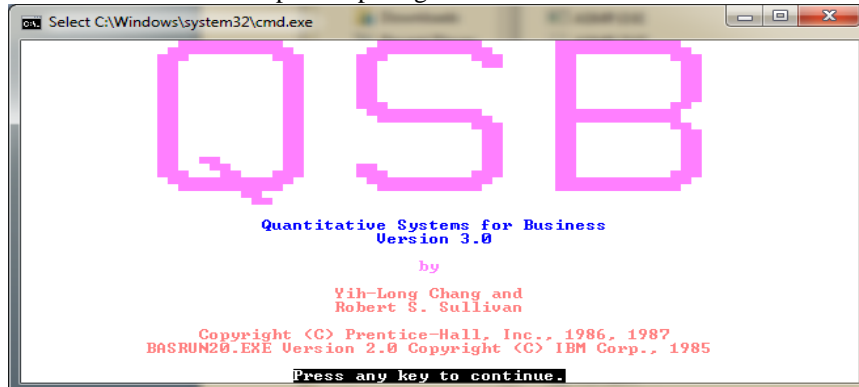 Select C:\Windows\system32\cmd.exe
QSB
Quantitative Systems for Business
Version 3.0
by
Yih-Long Chang and
Robert S. Sullivan
Copyright (C) Prentice-Hall, Inc., 1986, 1987
BASRUN20.EXE Version 2.0 Copyright (C) IBM Corp., 1985
Press any key to continue.